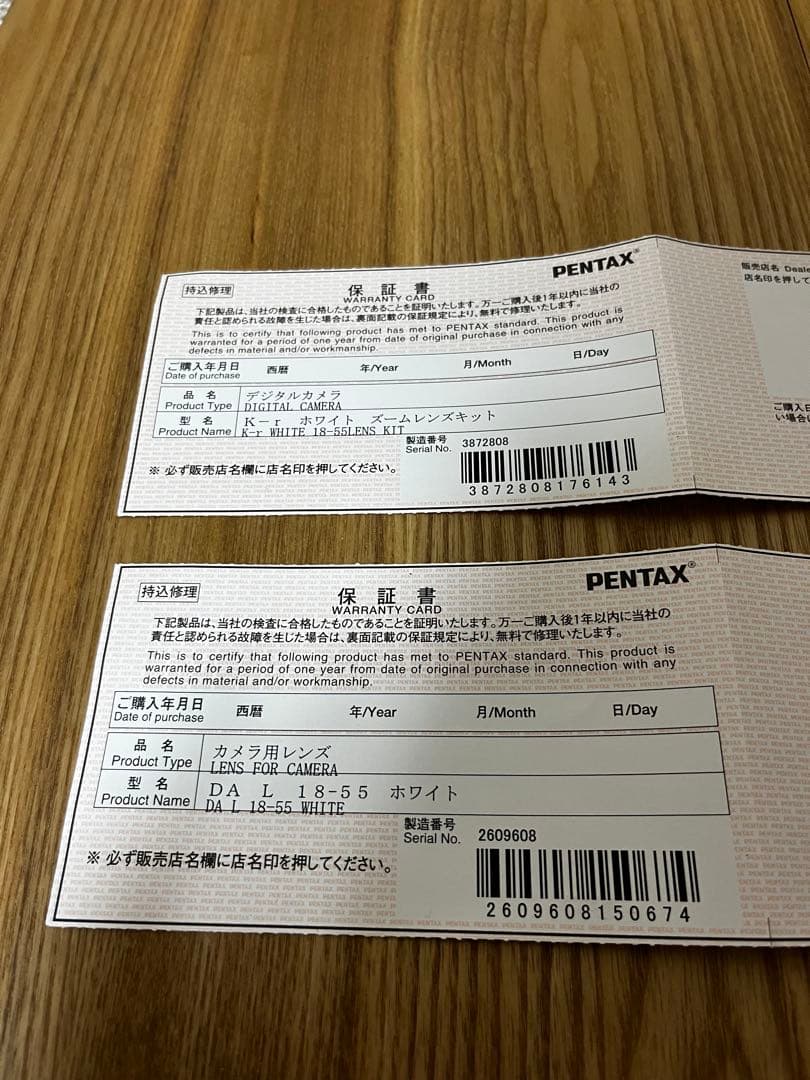 持込修理
保証書
PENTAX®
WARRANTY CARD
下記製品は、当社の検査に合格したものであることを証明いたします。万一ご購入後1年以内に当社の
責任と認められる故障を生じた場合は、裏面記載の保証規定により、無料で修理いたします。
This is to certify that following product has met to PENTAX standard. This product is
warranted for a period of one year from date of original purchase in connection with any
defects in material and/or workmanship.
ご購入年月日 西暦 年/Year 月/Month 日/Day
Date of purchase
品名 デジタルカメラ
Product Type DIGITAL CAMERA
型名 K-r ホワイト ズームレンズキット
Product Name K-r WHITE 18-55LENS KIT
製造番号 3872808
Serial No.
※必ず販売店名欄に店名印を押してください。
3872808176143
販売店名 Deale
店名印を押して
ご購入日
い場合に
持込修理
保証書
PENTAX®
WARRANTY CARD
下記製品は、当社の検査に合格したものであることを証明いたします。万一ご購入後1年以内に当社の
責任と認められる故障を生じた場合は、裏面記載の保証規定により、無料で修理いたします。
This is to certify that following product has met to PENTAX standard. This product is
warranted for a period of one year from date of original purchase in connection with any
defects in material and/or workmanship.
ご購入年月日 西暦 年/Year 月/Month 日/Day
Date of purchase
品名 カメラ用レンズ
Product Type LENS FOR CAMERA
型名 DA L 18-55 ホワイト
Product Name DA L 18-55 WHITE
製造番号 2609608
Serial No.
※必ず販売店名欄に店名印を押してください。
2609608150674